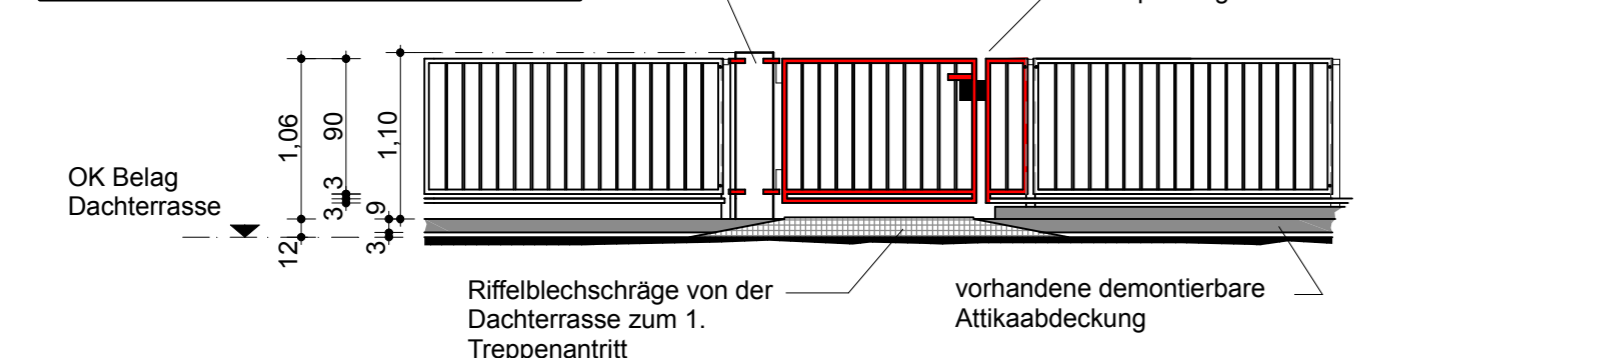 1,06
90
1,10
3
3
9
12
3
OK Belag
Dachterrasse
Riffelblechschräge von der
Dachterrasse zum 1.
Treppenantritt
vorhandene demontierbare
Attikaabdeckung